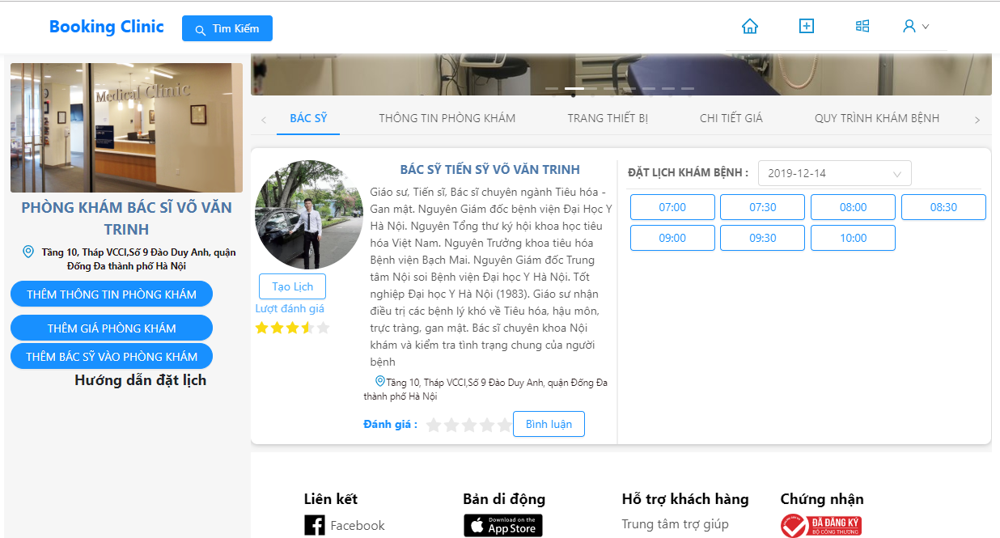 Booking Clinic
Tìm Kiếm
Medical Clinic
PHÒNG KHÁM BÁC SĨ VÕ VĂN
TRINH
Tầng 10, Tháp VCCI,Số 9 Đào Duy Anh, quận
Đống Đa thành phố Hà Nội
THÊM THÔNG TIN PHÒNG KHÁM
THÊM GIÁ PHÒNG KHÁM
THÊM BÁC SỸ VÀO PHÒNG KHÁM
Hướng dẫn đặt lịch
BÁC SỸ
THÔNG TIN PHÒNG KHÁM
TRANG THIẾT BỊ
CHI TIẾT GIÁ
QUY TRÌNH KHÁM BỆNH
Tạo Lịch
Lượt đánh giá
BÁC SỸ TIẾN SỸ VÕ VĂN TRINH
Giáo sư, Tiến sĩ, Bác sĩ chuyên ngành Tiêu hóa -
Gan mật. Nguyên Giám đốc bệnh viện Đại Học Y
Hà Nội. Nguyên Tổng thư ký hội khoa học tiêu
hóa Việt Nam. Nguyên Trưởng khoa tiêu hóa
Bệnh viện Bạch Mai. Nguyên Giám đốc Trung
tâm Nội soi Bệnh viện Đại học Y Hà Nội. Tốt
nghiệp Đại học Y Hà Nội (1983). Giáo sư nhận
điều trị các bệnh lý khó về Tiêu hóa, hậu môn,
trực tràng, gan mật. Bác sĩ chuyên khoa Nội
khám và kiểm tra tình trạng chung của người
bệnh
Tầng 10, Tháp VCCI,Số 9 Đào Duy Anh, quận Đống Đa
thành phố Hà Nội
Đánh giá :
Bình luận
ĐẶT LỊCH KHÁM BỆNH :
2019-12-14
07:00 07:30 08:00 08:30
09:00 09:30 10:00
Liên kết
Facebook
Bản di động
Download on the
App Store
Hỗ trợ khách hàng
Trung tâm trợ giúp
Chứng nhận
ĐÃ ĐĂNG KÝ
BỘ CÔNG THƯƠNG